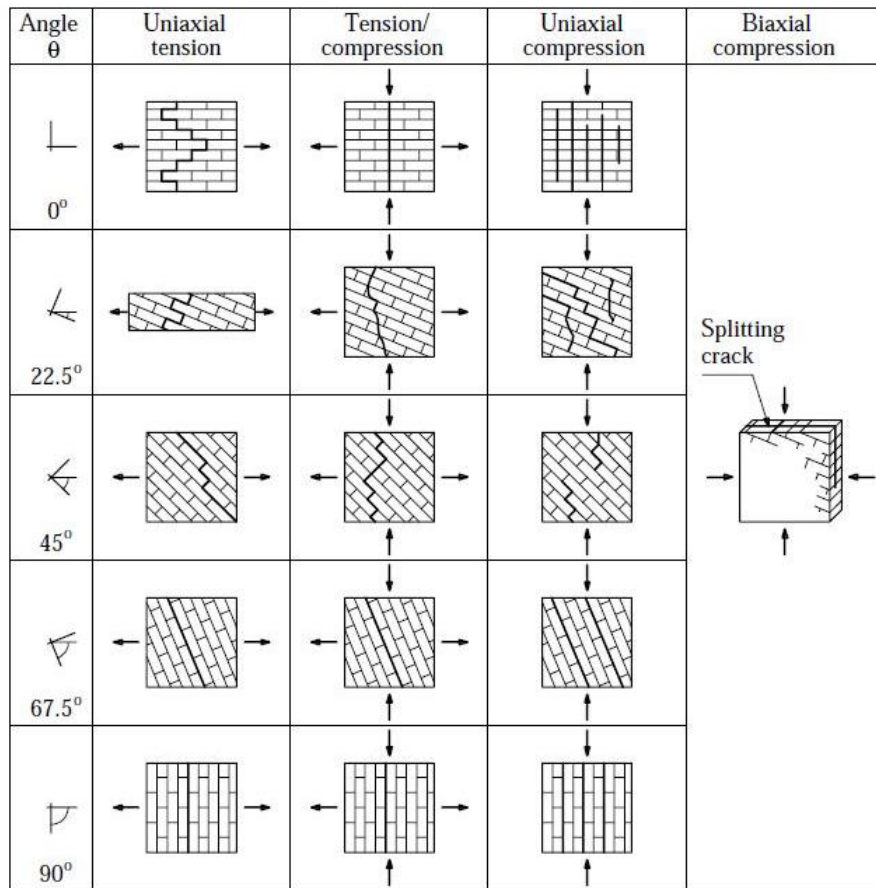 Angle
θ
Uniaxial
tension
Tension/
compression
Uniaxial
compression
Biaxial
compression
0°
22.5°
Splitting
crack
45°
67.5°
90°